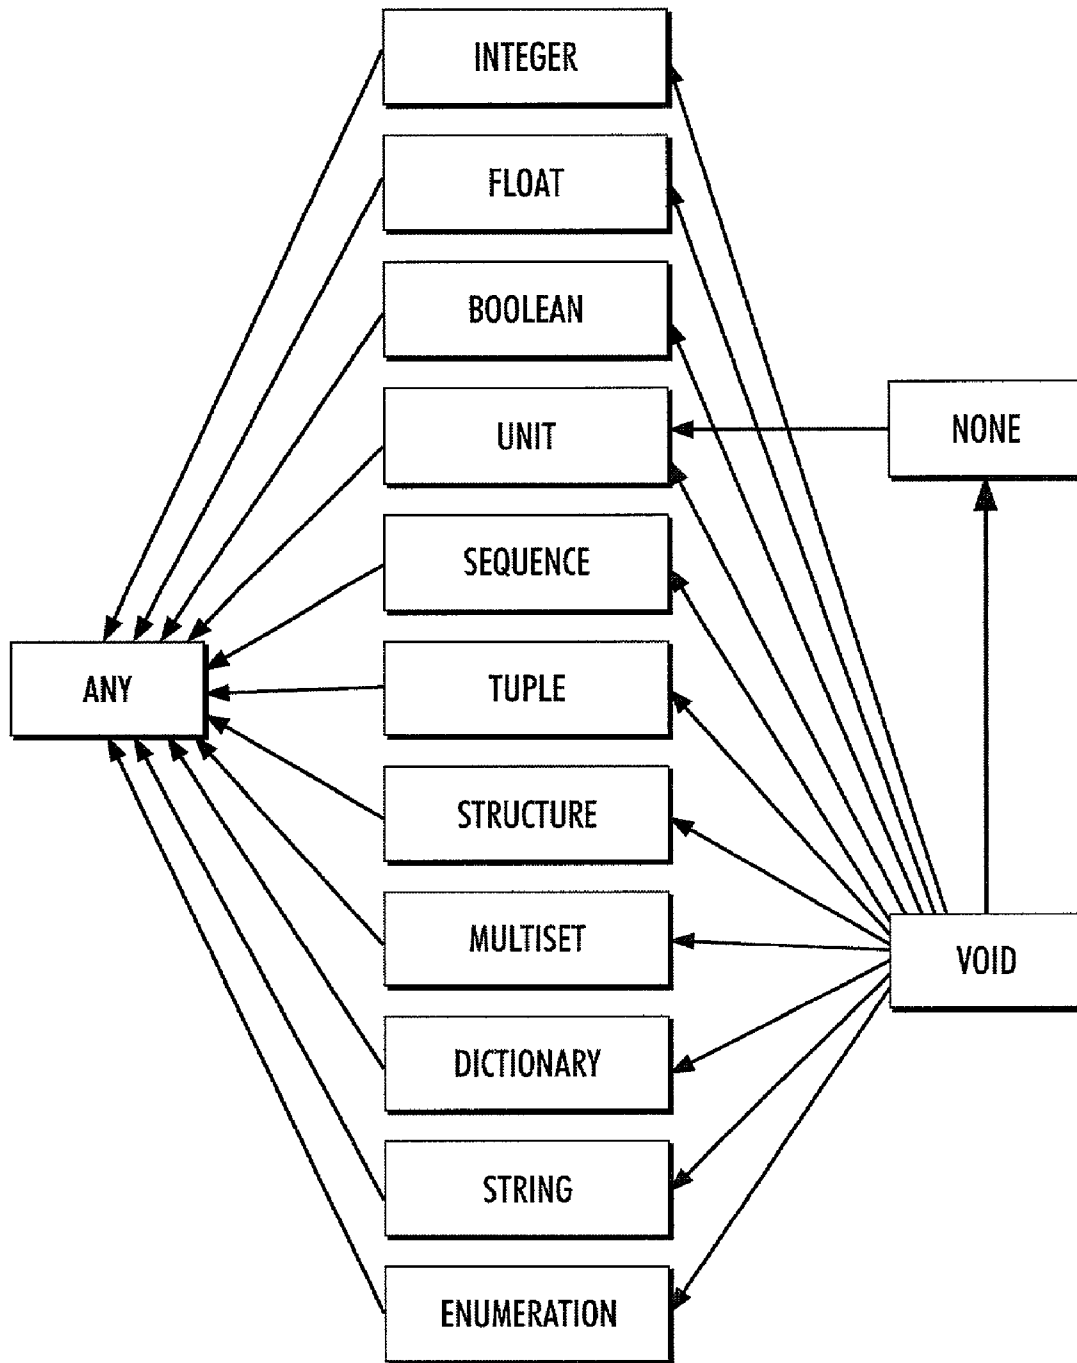 INTEGER
FLOAT
BOOLEAN
UNIT
NONE
SEQUENCE
ANY
TUPLE
STRUCTURE
MULTISET
VOID
DICTIONARY
STRING
ENUMERATION